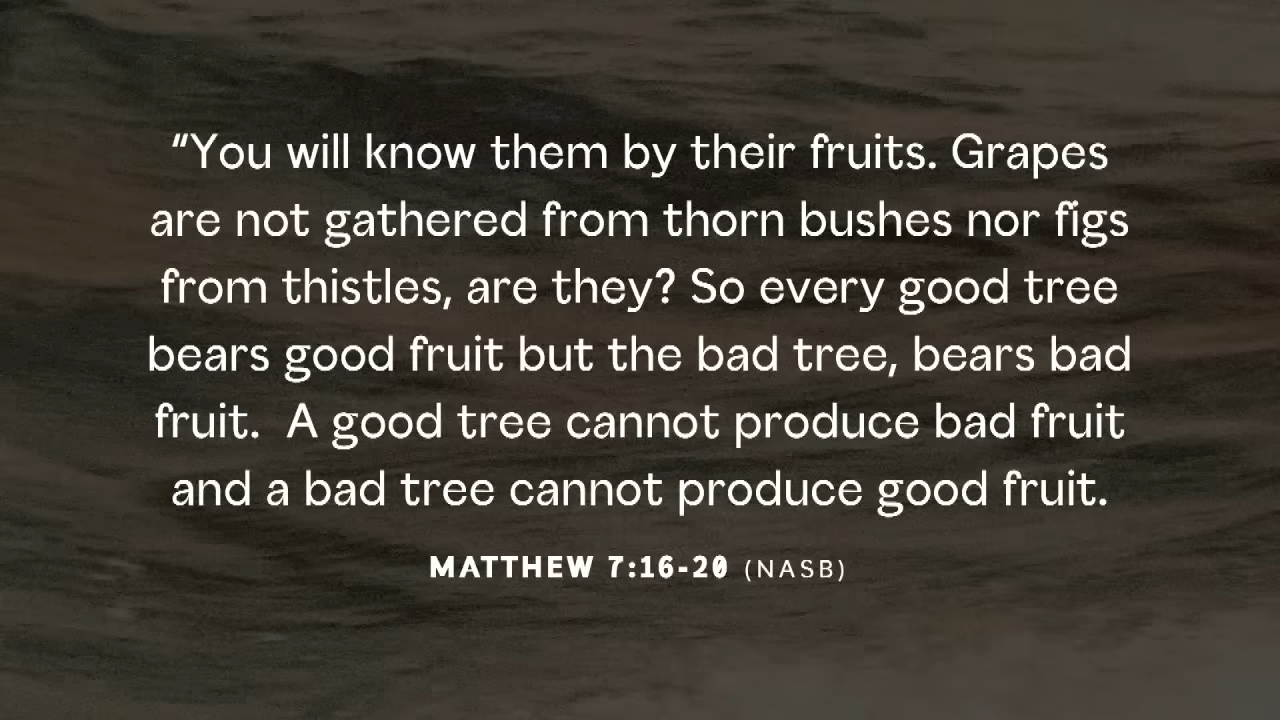 “You will know them by their fruits. Grapes
are not gathered from thorn bushes nor figs
from thistles, are they? So every good tree
bears good fruit but the bad tree, bears bad
fruit.  A good tree cannot produce bad fruit
and a bad tree cannot produce good fruit.
MATTHEW 7:16-20 (NASB)